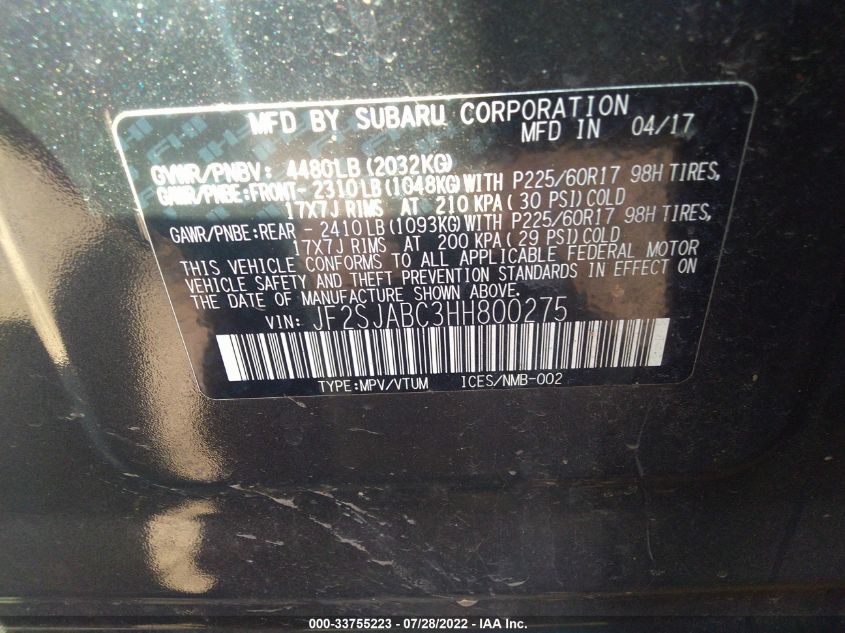 MFD BY SUBARU CORPORATION
MFD IN 04/17
GVWR/PNBV: 4480LB(2032KG)
GAWR/PNBE:FRONT-2310LB(1048KG)WITH P225/60R17 98H TIRES,
17X7J RIMS AT 210 KPA( 30 PSI)COLD
GAWR/PNBE:REAR - 2410LB(1093KG)WITH P225/60R17 98H TIRES,
17X7J RIMS AT 200 KPA( 29 PSI)COLD
THIS VEHICLE CONFORMS TO ALL APPLICABLE FEDERAL MOTOR
VEHICLE SAFETY AND THEFT PREVENTION STANDARDS IN EFFECT ON
THE DATE OF MANUFACTURE SHOWN ABOVE.
VIN: JF2SJABC3HH800275
TYPE:MPV/VTUM ICES/NMB-002
000-33755223 - 07/28/2022 - IAA Inc.